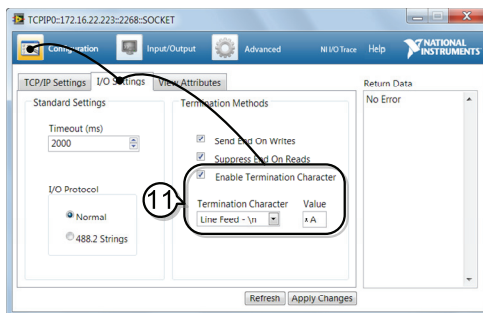 TCPIP0::172.16.22.223::2268::SOCKET
Configuration Input/Output Advanced NI I/O Trace Help NATIONAL INSTRUMENTS
TCP/IP Settings I/O Settings View Attributes Return Data
Standard Settings Termination Methods No Error
Timeout (ms)
2000
Send End On Writes
Suppress End On Reads
Enable Termination Character
I/O Protocol
Normal
488.2 Strings
11
Termination Character Value
Line Feed - \n xA
Refresh Apply Changes